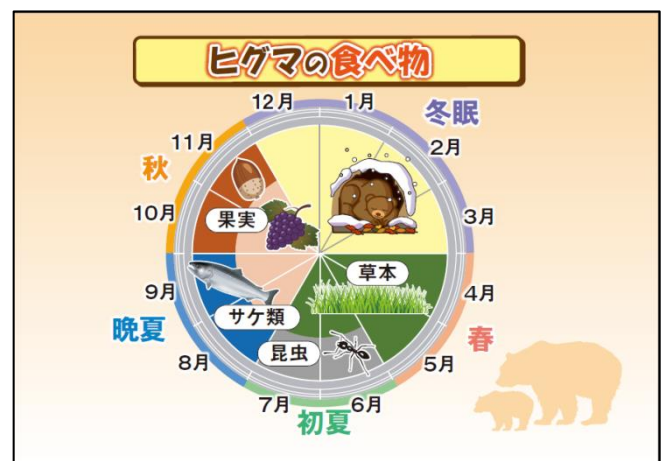 ヒグマの食べ物
12月
1月
冬眠
11月
2月
秋
10月
果実
3月
草本
9月
4月
サケ類
晩夏
昆虫
春
8月
5月
7月
6月
初夏